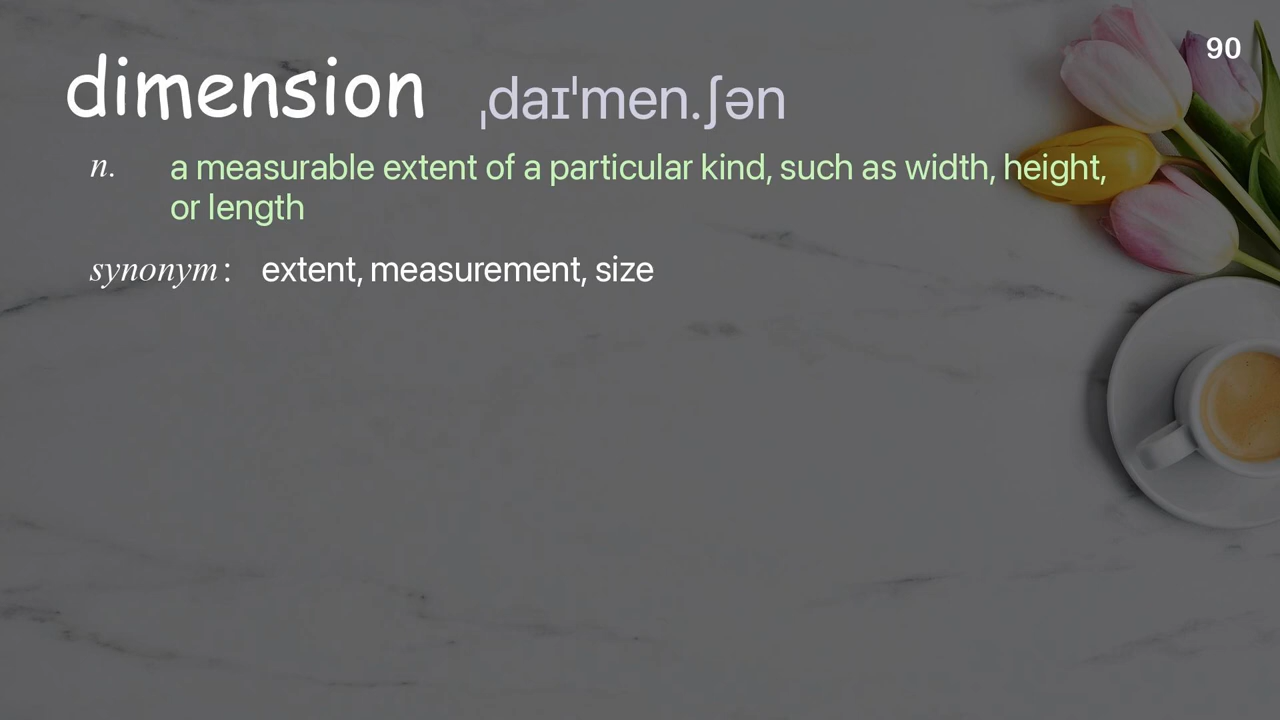 90
dimension ˌdaɪˈmen.ʃən
n. a measurable extent of a particular kind, such as width, height,
or length
synonym: extent, measurement, size